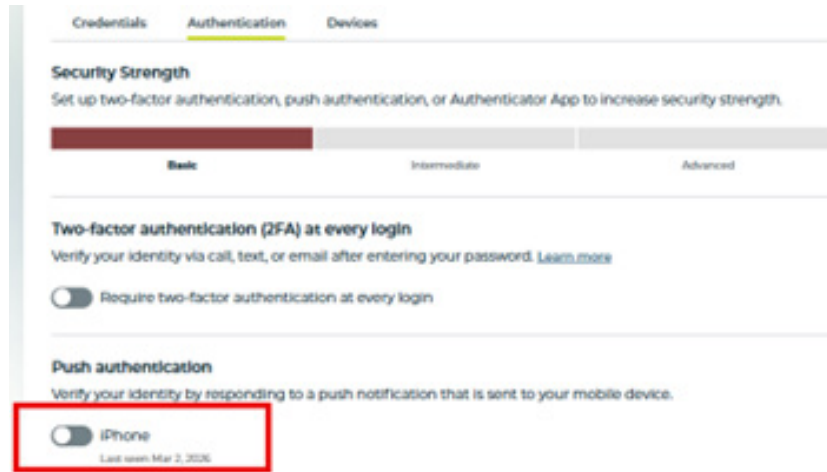 Credentials Authentication Devices
Security Strength
Set up two-factor authentication, push authentication, or Authenticator App to increase security strength.
Basic Intermediate Advanced
Two-factor authentication (2FA) at every login
Verify your identity via call, text, or email after entering your password. Learn more
Require two-factor authentication at every login
Push authentication
Verify your identity by responding to a push notification that is sent to your mobile device.
iPhone
Last seen Mar 2, 2026